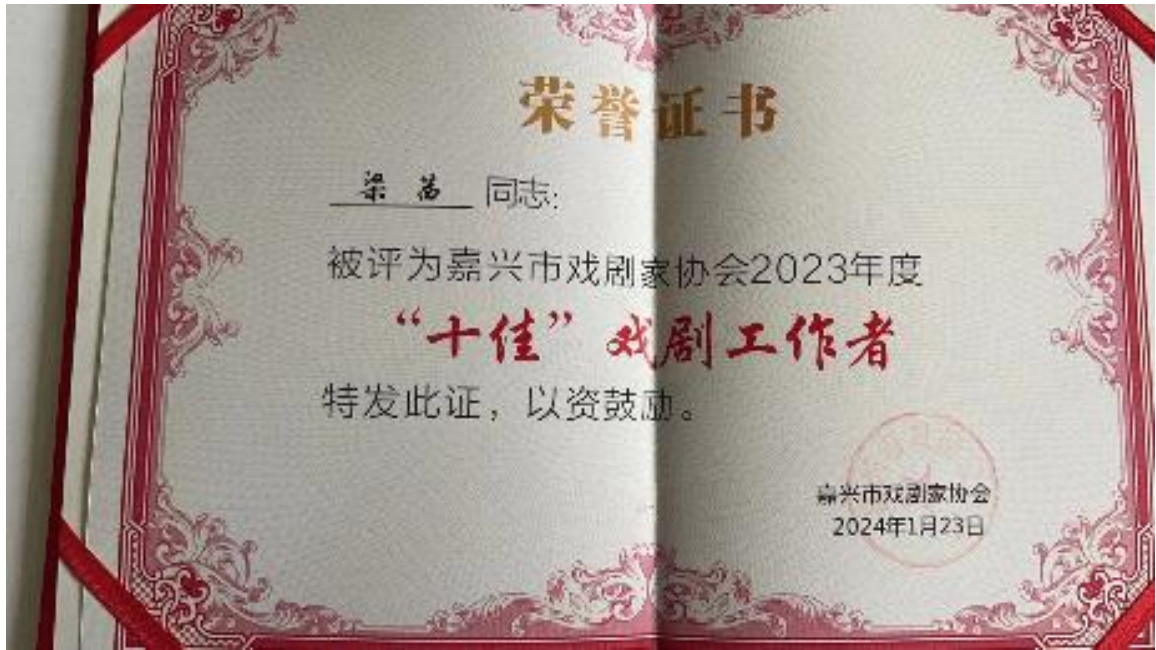 荣誉证书
梁茜 同志:
被评为嘉兴市戏剧家协会2023年度
“十佳”戏剧工作者
特发此证，以资鼓励。
嘉兴市戏剧家协会
2024年1月23日